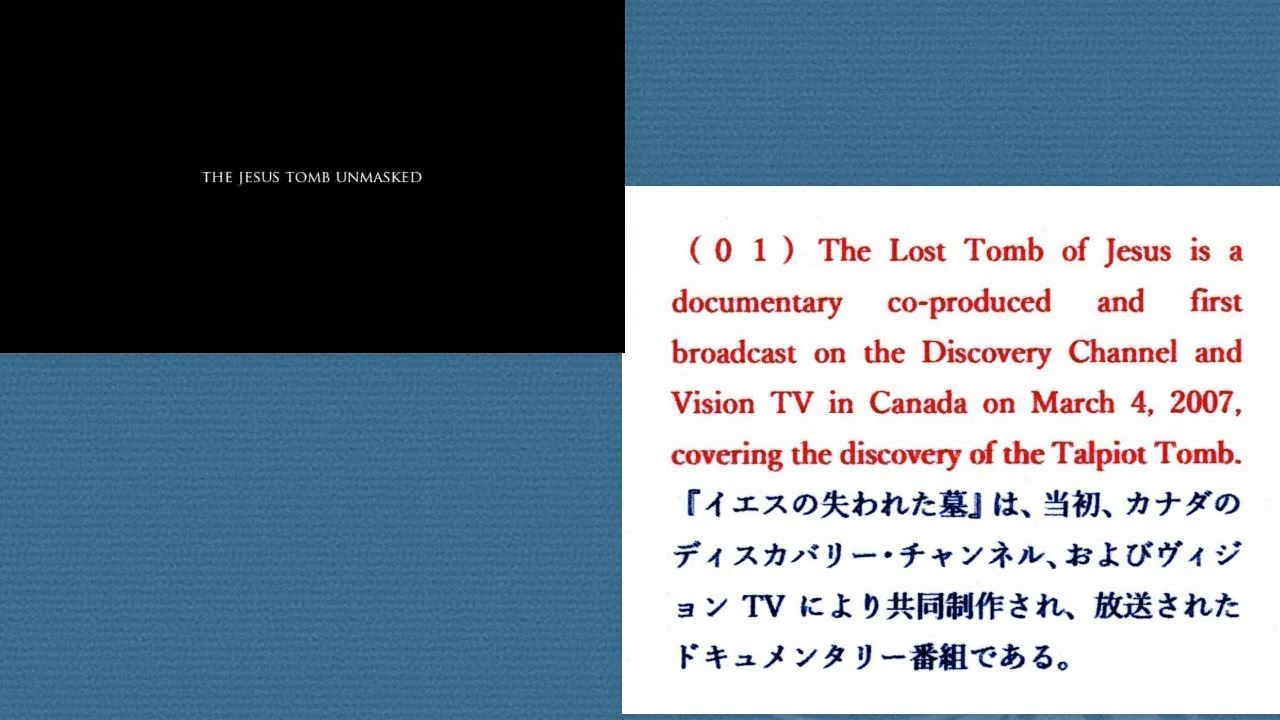 THE JESUS TOMB UNMASKED
（０１）The Lost Tomb of Jesus is a
documentary co-produced and first
broadcast on the Discovery Channel and
Vision TV in Canada on March 4, 2007,
covering the discovery of the Talpiot Tomb.
『イエスの失われた墓』は、当初、カナダの
ディスカバリー・チャンネル、およびヴィジ
ョン TV により共同制作され、放送された
ドキュメンタリー番組である。